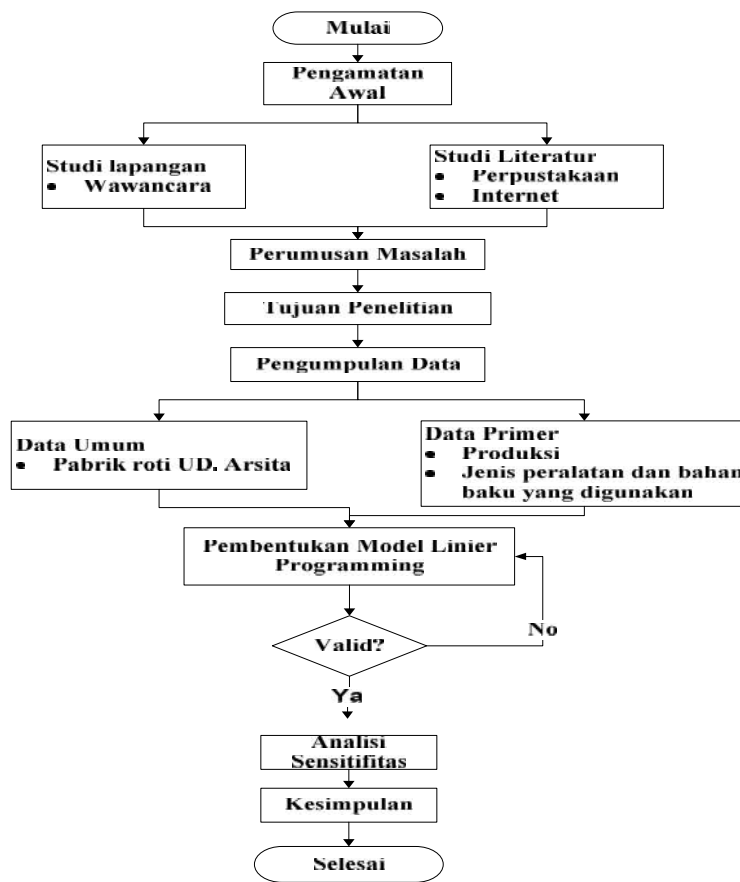 Mulai
Pengamatan
Awal
Studi lapangan
• Wawancara
Studi Literatur
• Perpustakaan
• Internet
Perumusan Masalah
Tujuan Penelitian
Pengumpulan Data
Data Umum
• Pabrik roti UD. Arsita
Data Primer
• Produksi
• Jenis peralatan dan bahan
baku yang digunakan
Pembentukan Model Linier
Programming
Valid?
No
Ya
Analisi
Sensitifitas
Kesimpulan
Selesai